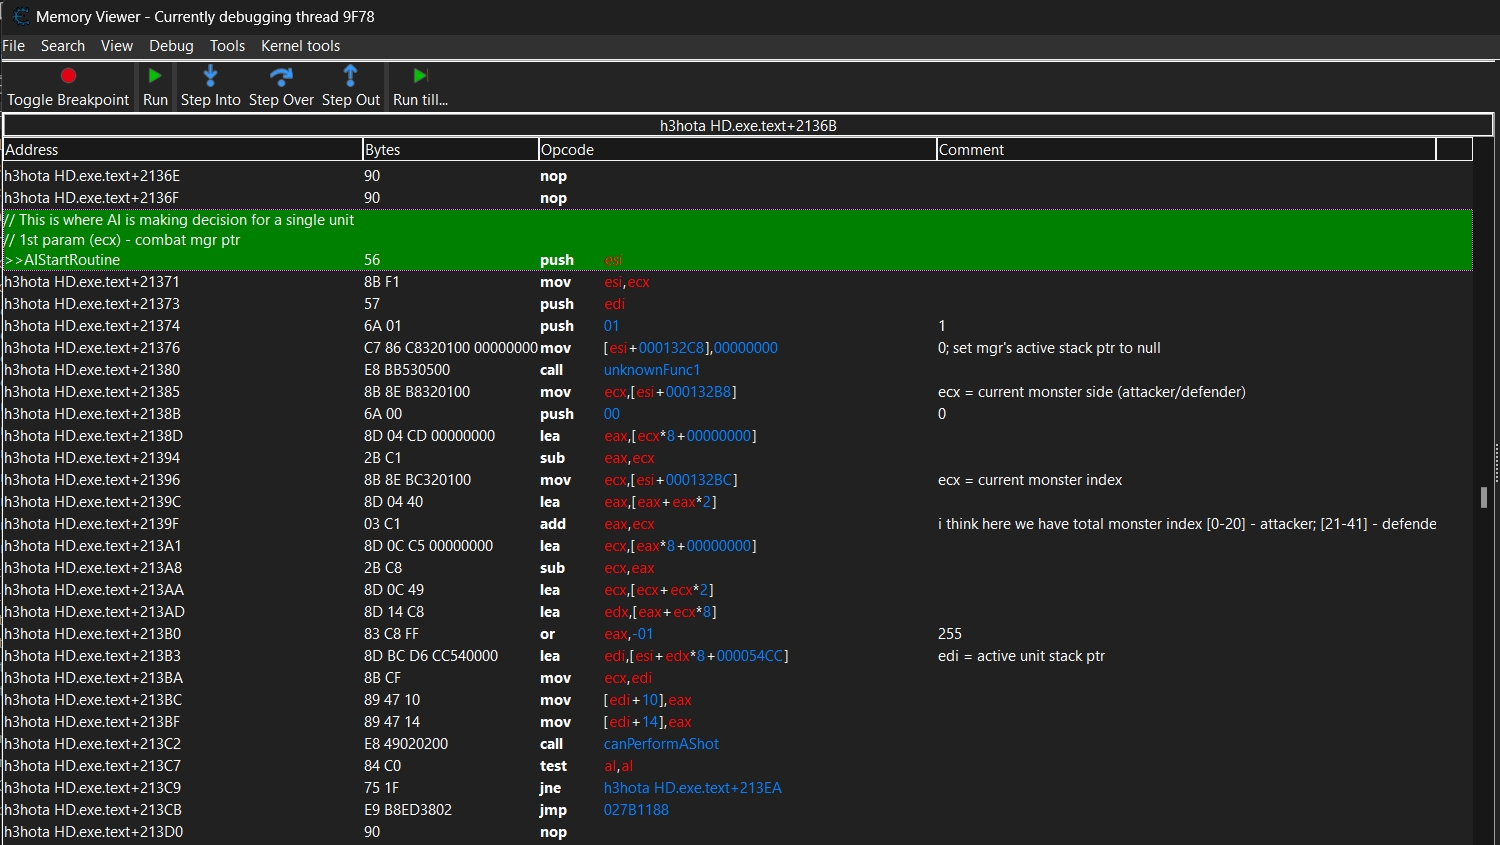 Memory Viewer - Currently debugging thread 9F78
File Search View Debug Tools Kernel tools
Toggle Breakpoint Run Step Into Step Over Step Out Run till...
h3hota HD.exe.text+2136B
Address Bytes Opcode Comment
h3hota HD.exe.text+2136E 90 nop
h3hota HD.exe.text+2136F 90 nop
// This is where AI is making decision for a single unit
// 1st param (ecx) - combat mgr ptr
>>AIStartRoutine 56 push esi
h3hota HD.exe.text+21371 8B F1 mov esi,ecx
h3hota HD.exe.text+21373 57 push edi
h3hota HD.exe.text+21374 6A 01 push 01 1
h3hota HD.exe.text+21376 C7 86 C8320100 00000000 mov [esi+000132C8],00000000 0; set mgr's active stack ptr to null
h3hota HD.exe.text+21380 E8 BB530500 call unknownFunc1
h3hota HD.exe.text+21385 8B 8E B8320100 mov ecx,[esi+000132B8] ecx = current monster side (attacker/defender)
h3hota HD.exe.text+2138B 6A 00 push 00 0
h3hota HD.exe.text+2138D 8D 04 CD 00000000 lea eax,[ecx*8+00000000]
h3hota HD.exe.text+21394 2B C1 sub eax,ecx
h3hota HD.exe.text+21396 8B 8E BC320100 mov ecx,[esi+000132BC] ecx = current monster index
h3hota HD.exe.text+2139C 8D 04 40 lea eax,[eax+eax*2]
h3hota HD.exe.text+2139F 03 C1 add eax,ecx i think here we have total monster index [0-20] - attacker; [21-41] - defende
h3hota HD.exe.text+213A1 8D 0C C5 00000000 lea ecx,[eax*8+00000000]
h3hota HD.exe.text+213A8 2B C8 sub ecx,eax
h3hota HD.exe.text+213AA 8D 0C 49 lea ecx,[ecx+ecx*2]
h3hota HD.exe.text+213AD 8D 14 C8 lea edx,[eax+ecx*8]
h3hota HD.exe.text+213B0 83 C8 FF or eax,-01 255
h3hota HD.exe.text+213B3 8D BC D6 CC540000 lea edi,[esi+edx*8+000054CC] edi = active unit stack ptr
h3hota HD.exe.text+213BA 8B CF mov ecx,edi
h3hota HD.exe.text+213BC 89 47 10 mov [edi+10],eax
h3hota HD.exe.text+213BF 89 47 14 mov [edi+14],eax
h3hota HD.exe.text+213C2 E8 49020200 call canPerformAShot
h3hota HD.exe.text+213C7 84 C0 test al,al
h3hota HD.exe.text+213C9 75 1F jne h3hota HD.exe.text+213EA
h3hota HD.exe.text+213CB E9 B8ED3802 jmp 027B1188
h3hota HD.exe.text+213D0 90 nop